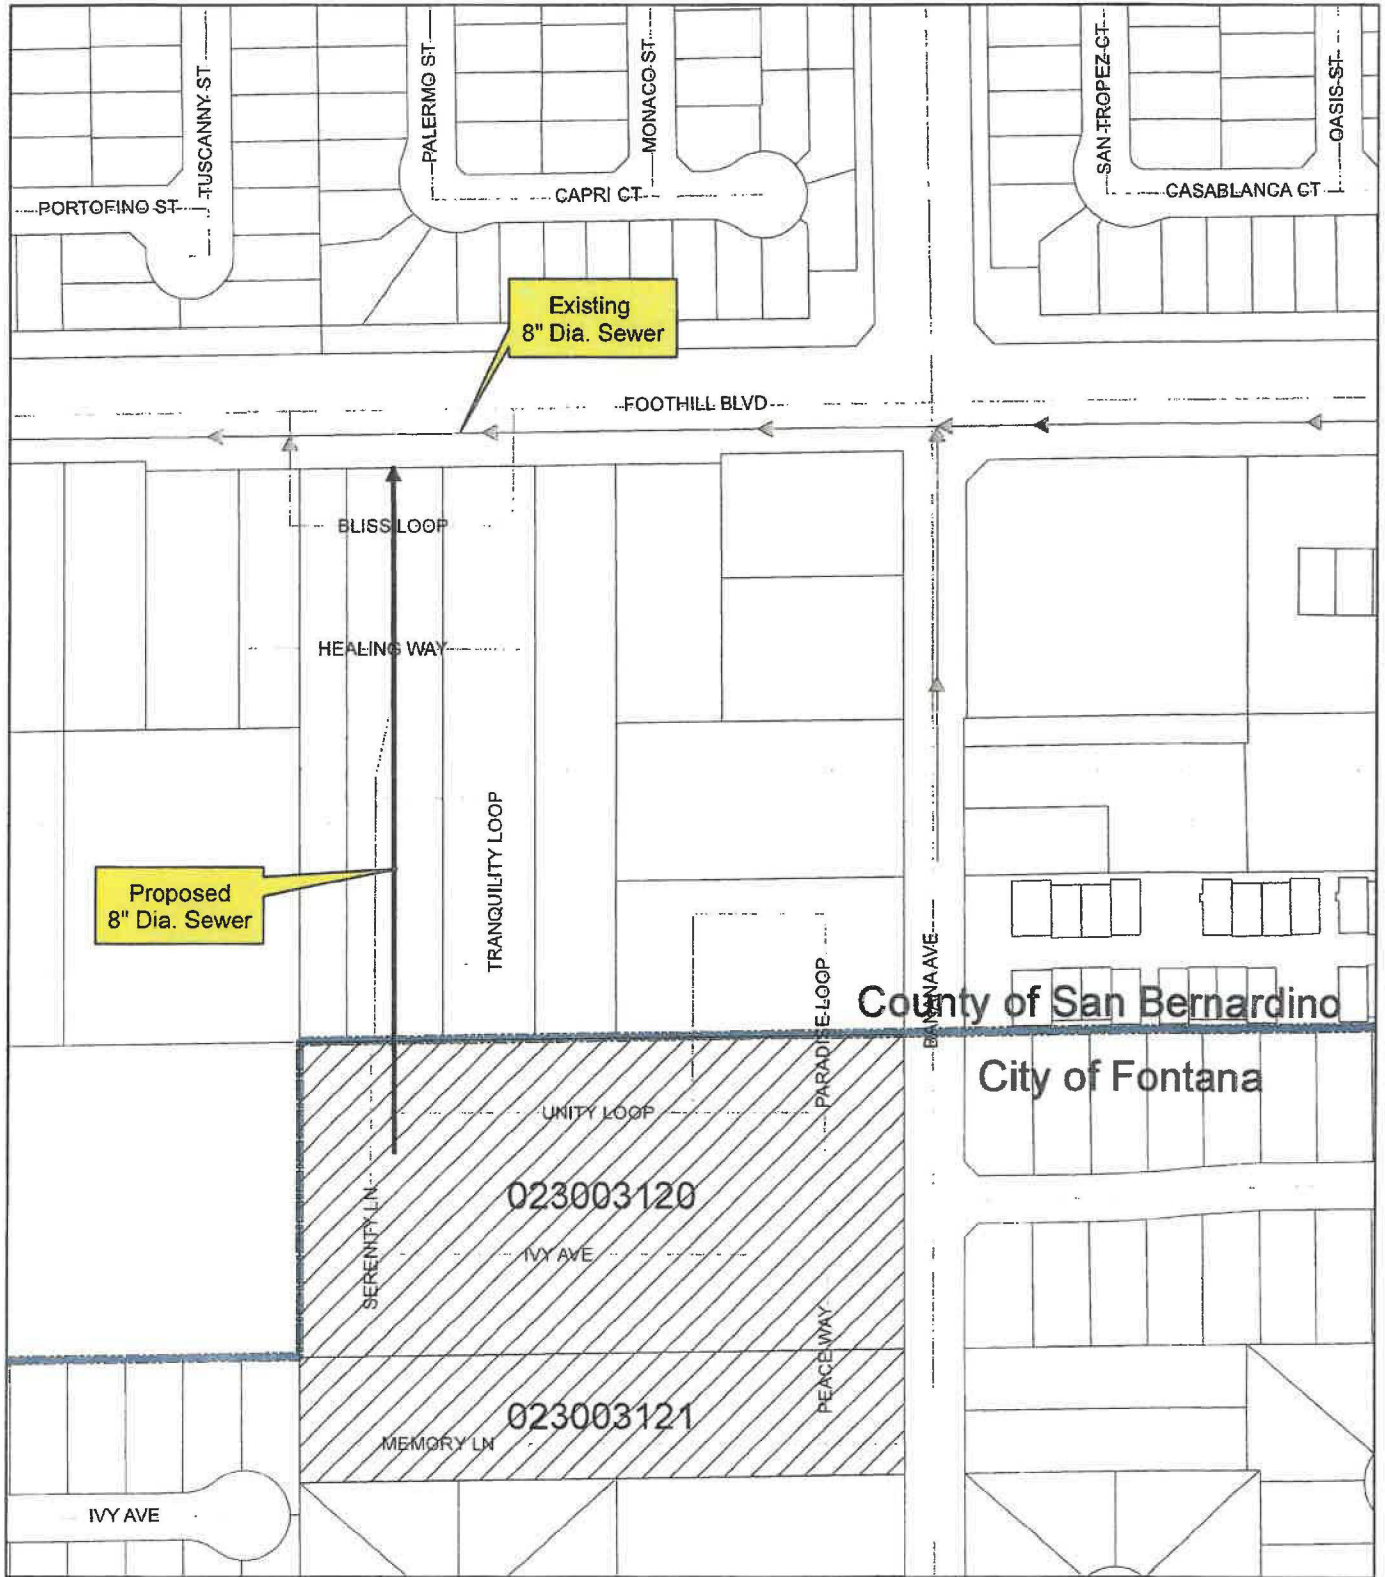 TUSCANNY ST
PALERMO ST
MONACO ST
SAN TROPEZ CT
OASIS ST
PORTOFINO ST
CAPRI CT
CASABLANCA CT
Existing
8" Dia. Sewer
FOOTHILL BLVD
BLISS LOOP
HEALING WAY
TRANQUILITY LOOP
Proposed
8" Dia. Sewer
PARADISE LOOP
BANANA AVE
County of San Bernardino
City of Fontana
UNITY LOOP
023003120
SERENITY LN
IVY AVE
PEACE WAY
023003121
MEMORY LN
IVY AVE